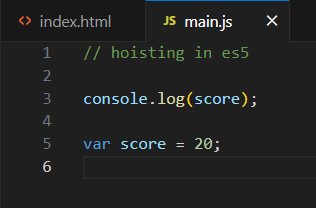 <> index.html JS main.js ×
1 // hoisting in es5
2
3 console.log(score);
4
5 var score = 20;
6